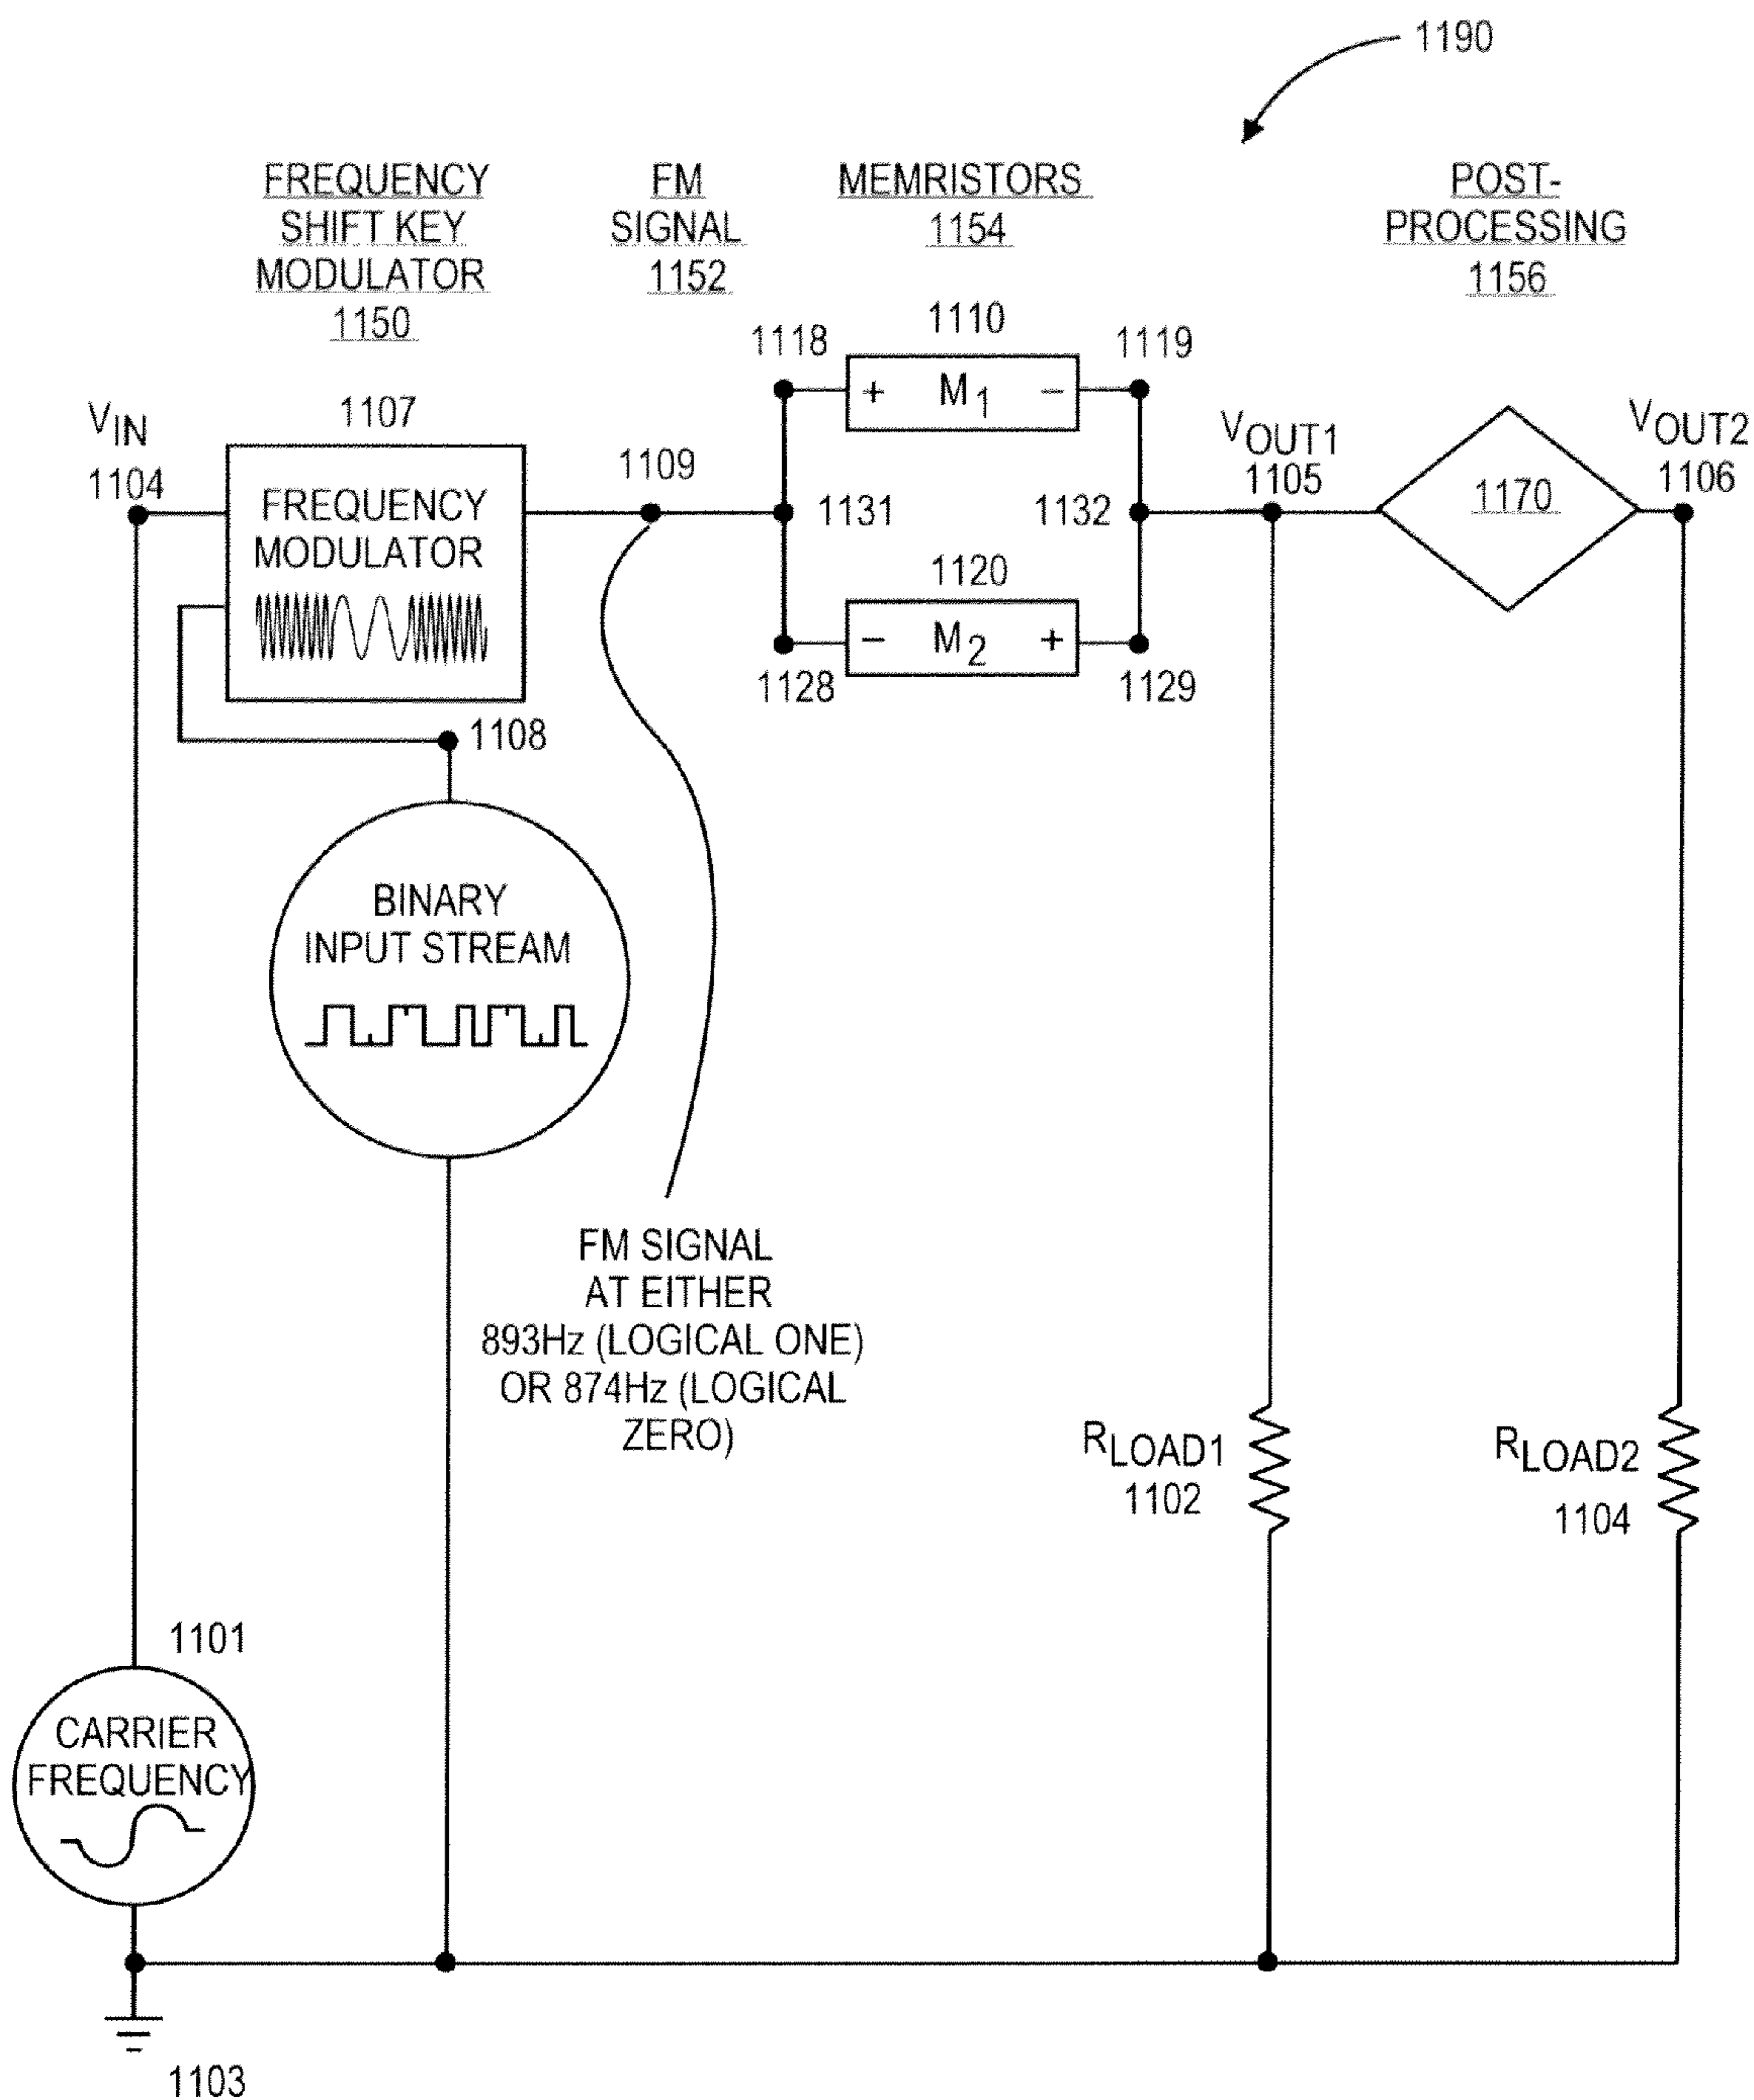 1190
FREQUENCY
SHIFT KEY
MODULATOR
1150
FM
SIGNAL
1152
MEMRISTORS
1154
POST-
PROCESSING
1156
1118
1110
1119
+ M1 −
VIN
1104
1107
FREQUENCY
MODULATOR
1109
1131
1132
VOUT1
1105
1170
VOUT2
1106
1120
− M2 +
1128
1129
1108
BINARY
INPUT STREAM
FM SIGNAL
AT EITHER
893Hz (LOGICAL ONE)
OR 874Hz (LOGICAL
ZERO)
RLOAD1
1102
RLOAD2
1104
1101
CARRIER
FREQUENCY
1103